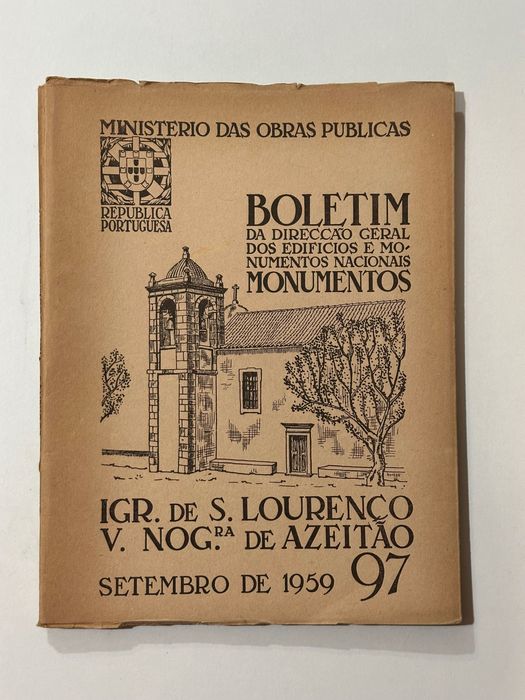 MINISTERIO DAS OBRAS PUBLICAS
REPUBLICA
PORTUGUESA
BOLETIM
DA DIRECCÃO GERAL
DOS EDIFICIOS E MO-
NUMENTOS NACIONAIS
MONUMENTOS
IGR. DE S. LOURENÇO
V. NOG.RA DE AZEITÃO
SETEMBRO DE 1959 97